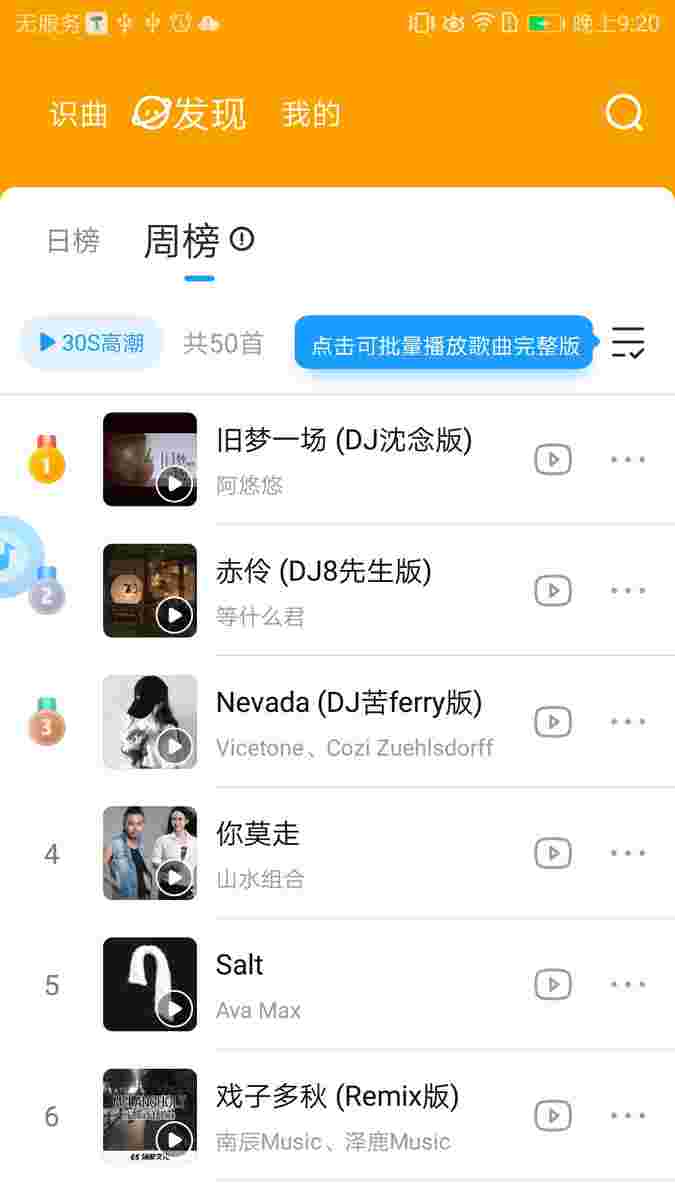 无服务 晚上9:20
识曲 发现 我的
日榜 周榜
30S高潮 共50首 点击可批量播放歌曲完整版
1 旧梦一场 (DJ沈念版)
阿悠悠
2 赤伶 (DJ8先生版)
等什么君
3 Nevada (DJ苦ferry版)
Vicetone、Cozi Zuehlsdorff
4 你莫走
山水组合
5 Salt
Ava Max
6 戏子多秋 (Remix版)
南辰Music、泽鹿Music